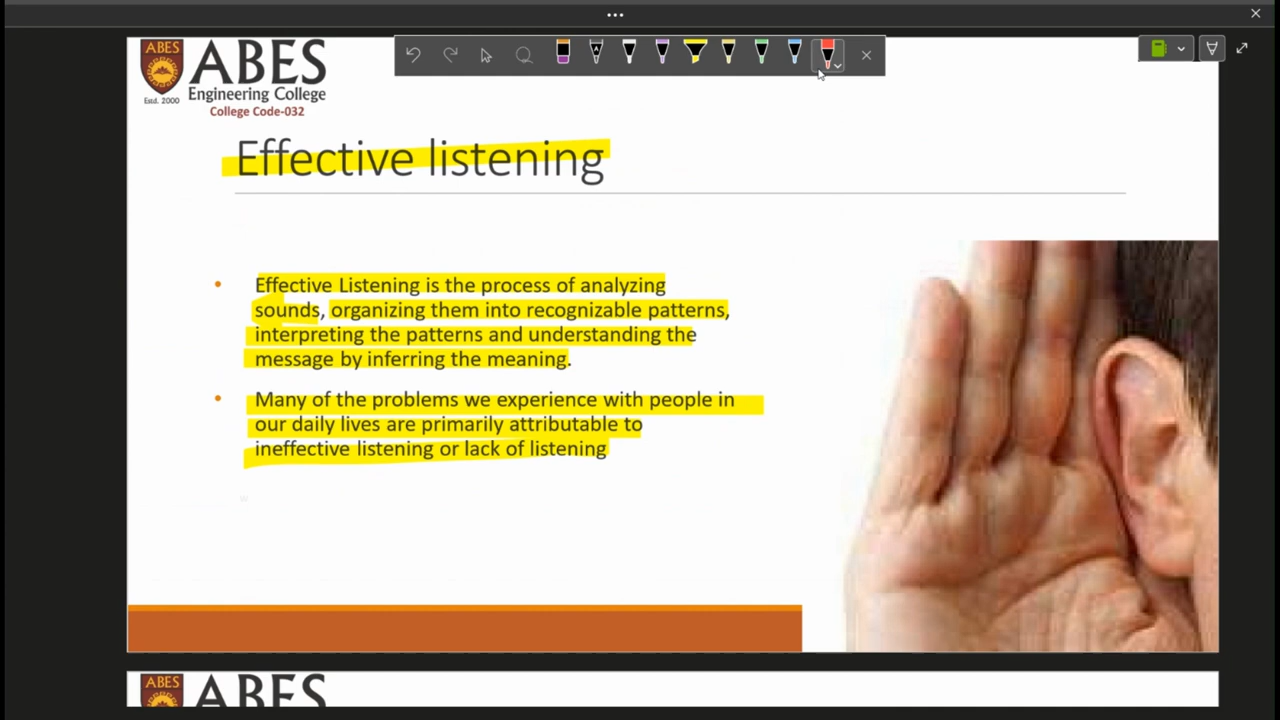 ABES
ABES
Engineering College
Estd. 2000
College Code-032
Effective listening
• Effective Listening is the process of analyzing
sounds, organizing them into recognizable patterns,
interpreting the patterns and understanding the
message by inferring the meaning.
• Many of the problems we experience with people in
our daily lives are primarily attributable to
ineffective listening or lack of listening
w
ABES
ABES